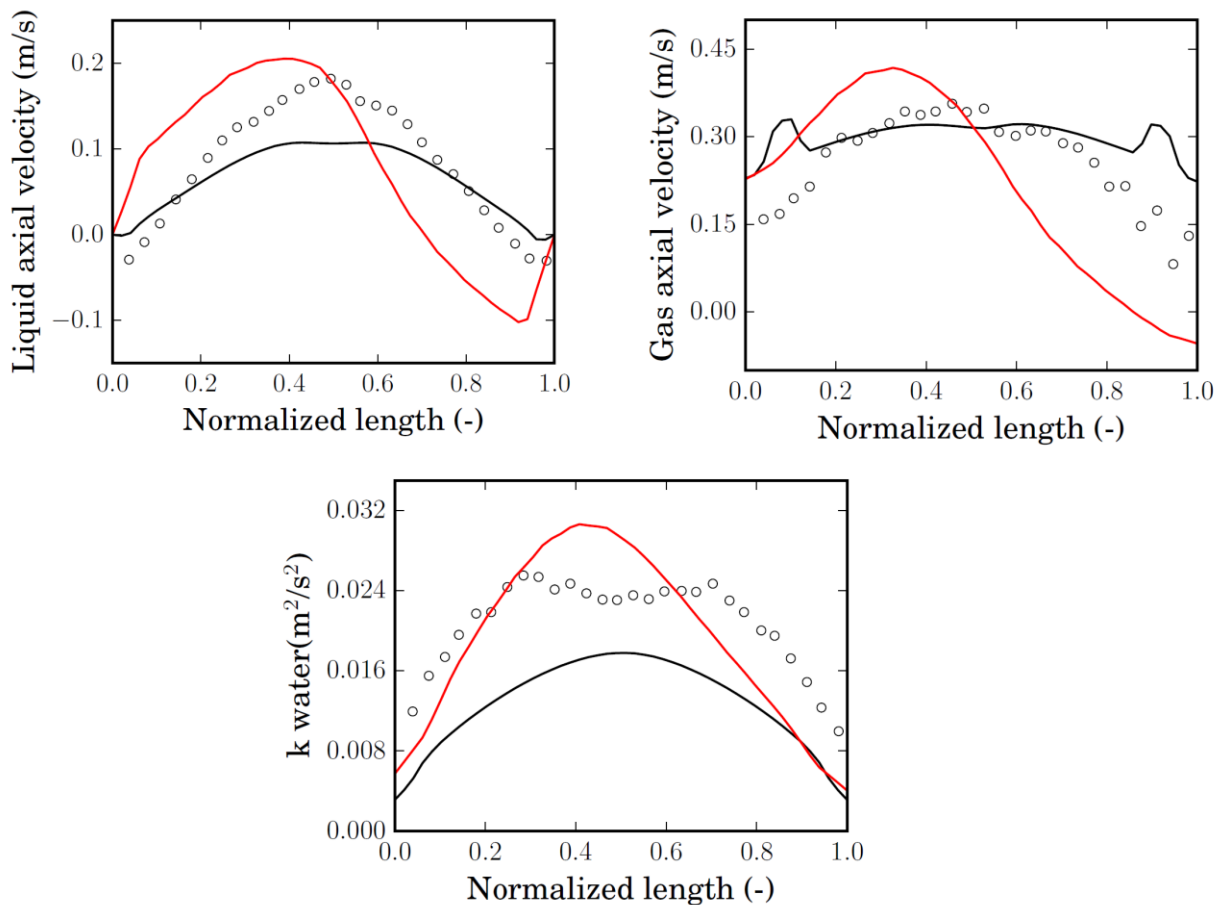 Liquid axial velocity (m/s)
0.2
0.1
0.0
−0.1
0.0 0.2 0.4 0.6 0.8 1.0
Normalized length (-)
Gas axial velocity (m/s)
0.45
0.30
0.15
0.00
0.0 0.2 0.4 0.6 0.8 1.0
Normalized length (-)
k water(m²/s²)
0.032
0.024
0.016
0.008
0.000
0.0 0.2 0.4 0.6 0.8 1.0
Normalized length (-)